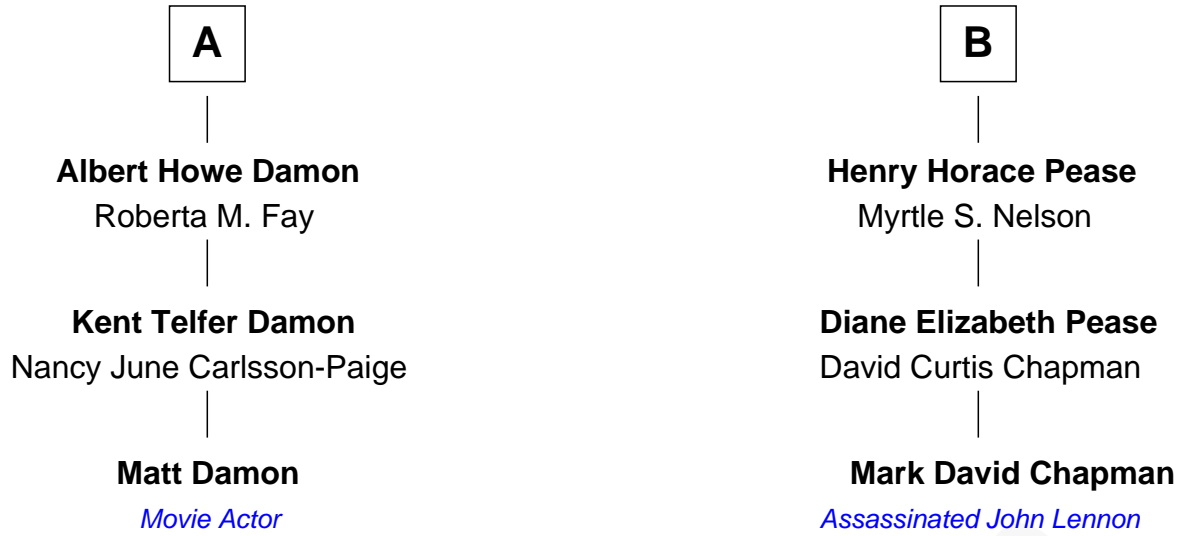 A
Albert Howe Damon
Roberta M. Fay
Kent Telfer Damon
Nancy June Carlsson-Paige
Matt Damon
Movie Actor
B
Henry Horace Pease
Myrtle S. Nelson
Diane Elizabeth Pease
David Curtis Chapman
Mark David Chapman
Assassinated John Lennon